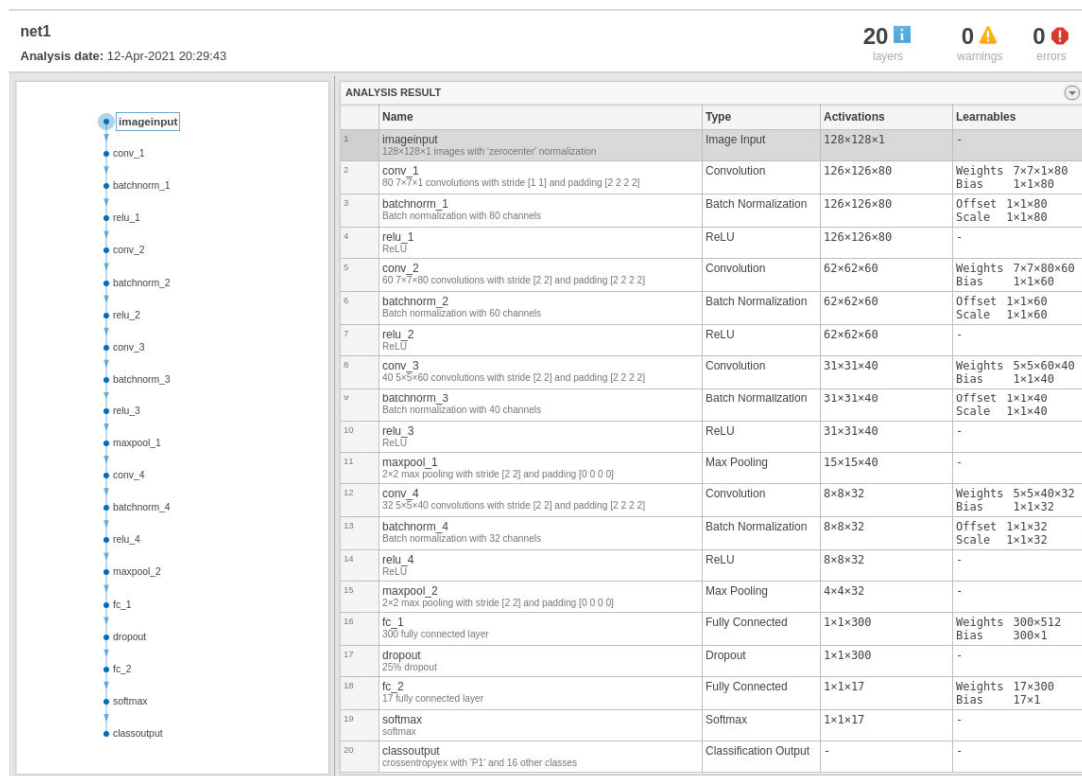 net1
Analysis date: 12-Apr-2021 20:29:43
20 layers
0 warnings
0 errors
imageinput
conv_1
batchnorm_1
relu_1
conv_2
batchnorm_2
relu_2
conv_3
batchnorm_3
relu_3
maxpool_1
conv_4
batchnorm_4
relu_4
maxpool_2
fc_1
dropout
fc_2
softmax
classoutput
ANALYSIS RESULT
Name Type Activations Learnables
1 imageinput Image Input 128×128×1 -
128×128×1 images with 'zerocenter' normalization
2 conv_1 Convolution 126×126×80 Weights 7×7×1×80
80 7×7×1 convolutions with stride [1 1] and padding [2 2 2 2] Bias 1×1×80
3 batchnorm_1 Batch Normalization 126×126×80 Offset 1×1×80
Batch normalization with 80 channels Scale 1×1×80
4 relu_1 ReLU 126×126×80 -
ReLU
5 conv_2 Convolution 62×62×60 Weights 7×7×80×60
60 7×7×80 convolutions with stride [2 2] and padding [2 2 2 2] Bias 1×1×60
6 batchnorm_2 Batch Normalization 62×62×60 Offset 1×1×60
Batch normalization with 60 channels Scale 1×1×60
7 relu_2 ReLU 62×62×60 -
ReLU
8 conv_3 Convolution 31×31×40 Weights 5×5×60×40
40 5×5×60 convolutions with stride [2 2] and padding [2 2 2 2] Bias 1×1×40
9 batchnorm_3 Batch Normalization 31×31×40 Offset 1×1×40
Batch normalization with 40 channels Scale 1×1×40
10 relu_3 ReLU 31×31×40 -
ReLU
11 maxpool_1 Max Pooling 15×15×40 -
2×2 max pooling with stride [2 2] and padding [0 0 0 0]
12 conv_4 Convolution 8×8×32 Weights 5×5×40×32
32 5×5×40 convolutions with stride [2 2] and padding [2 2 2 2] Bias 1×1×32
13 batchnorm_4 Batch Normalization 8×8×32 Offset 1×1×32
Batch normalization with 32 channels Scale 1×1×32
14 relu_4 ReLU 8×8×32 -
ReLU
15 maxpool_2 Max Pooling 4×4×32 -
2×2 max pooling with stride [2 2] and padding [0 0 0 0]
16 fc_1 Fully Connected 1×1×300 Weights 300×512
300 fully connected layer Bias 300×1
17 dropout Dropout 1×1×300 -
25% dropout
18 fc_2 Fully Connected 1×1×17 Weights 17×300
17 fully connected layer Bias 17×1
19 softmax Softmax 1×1×17 -
softmax
20 classoutput Classification Output - -
crossentropyex with 'P1' and 16 other classes